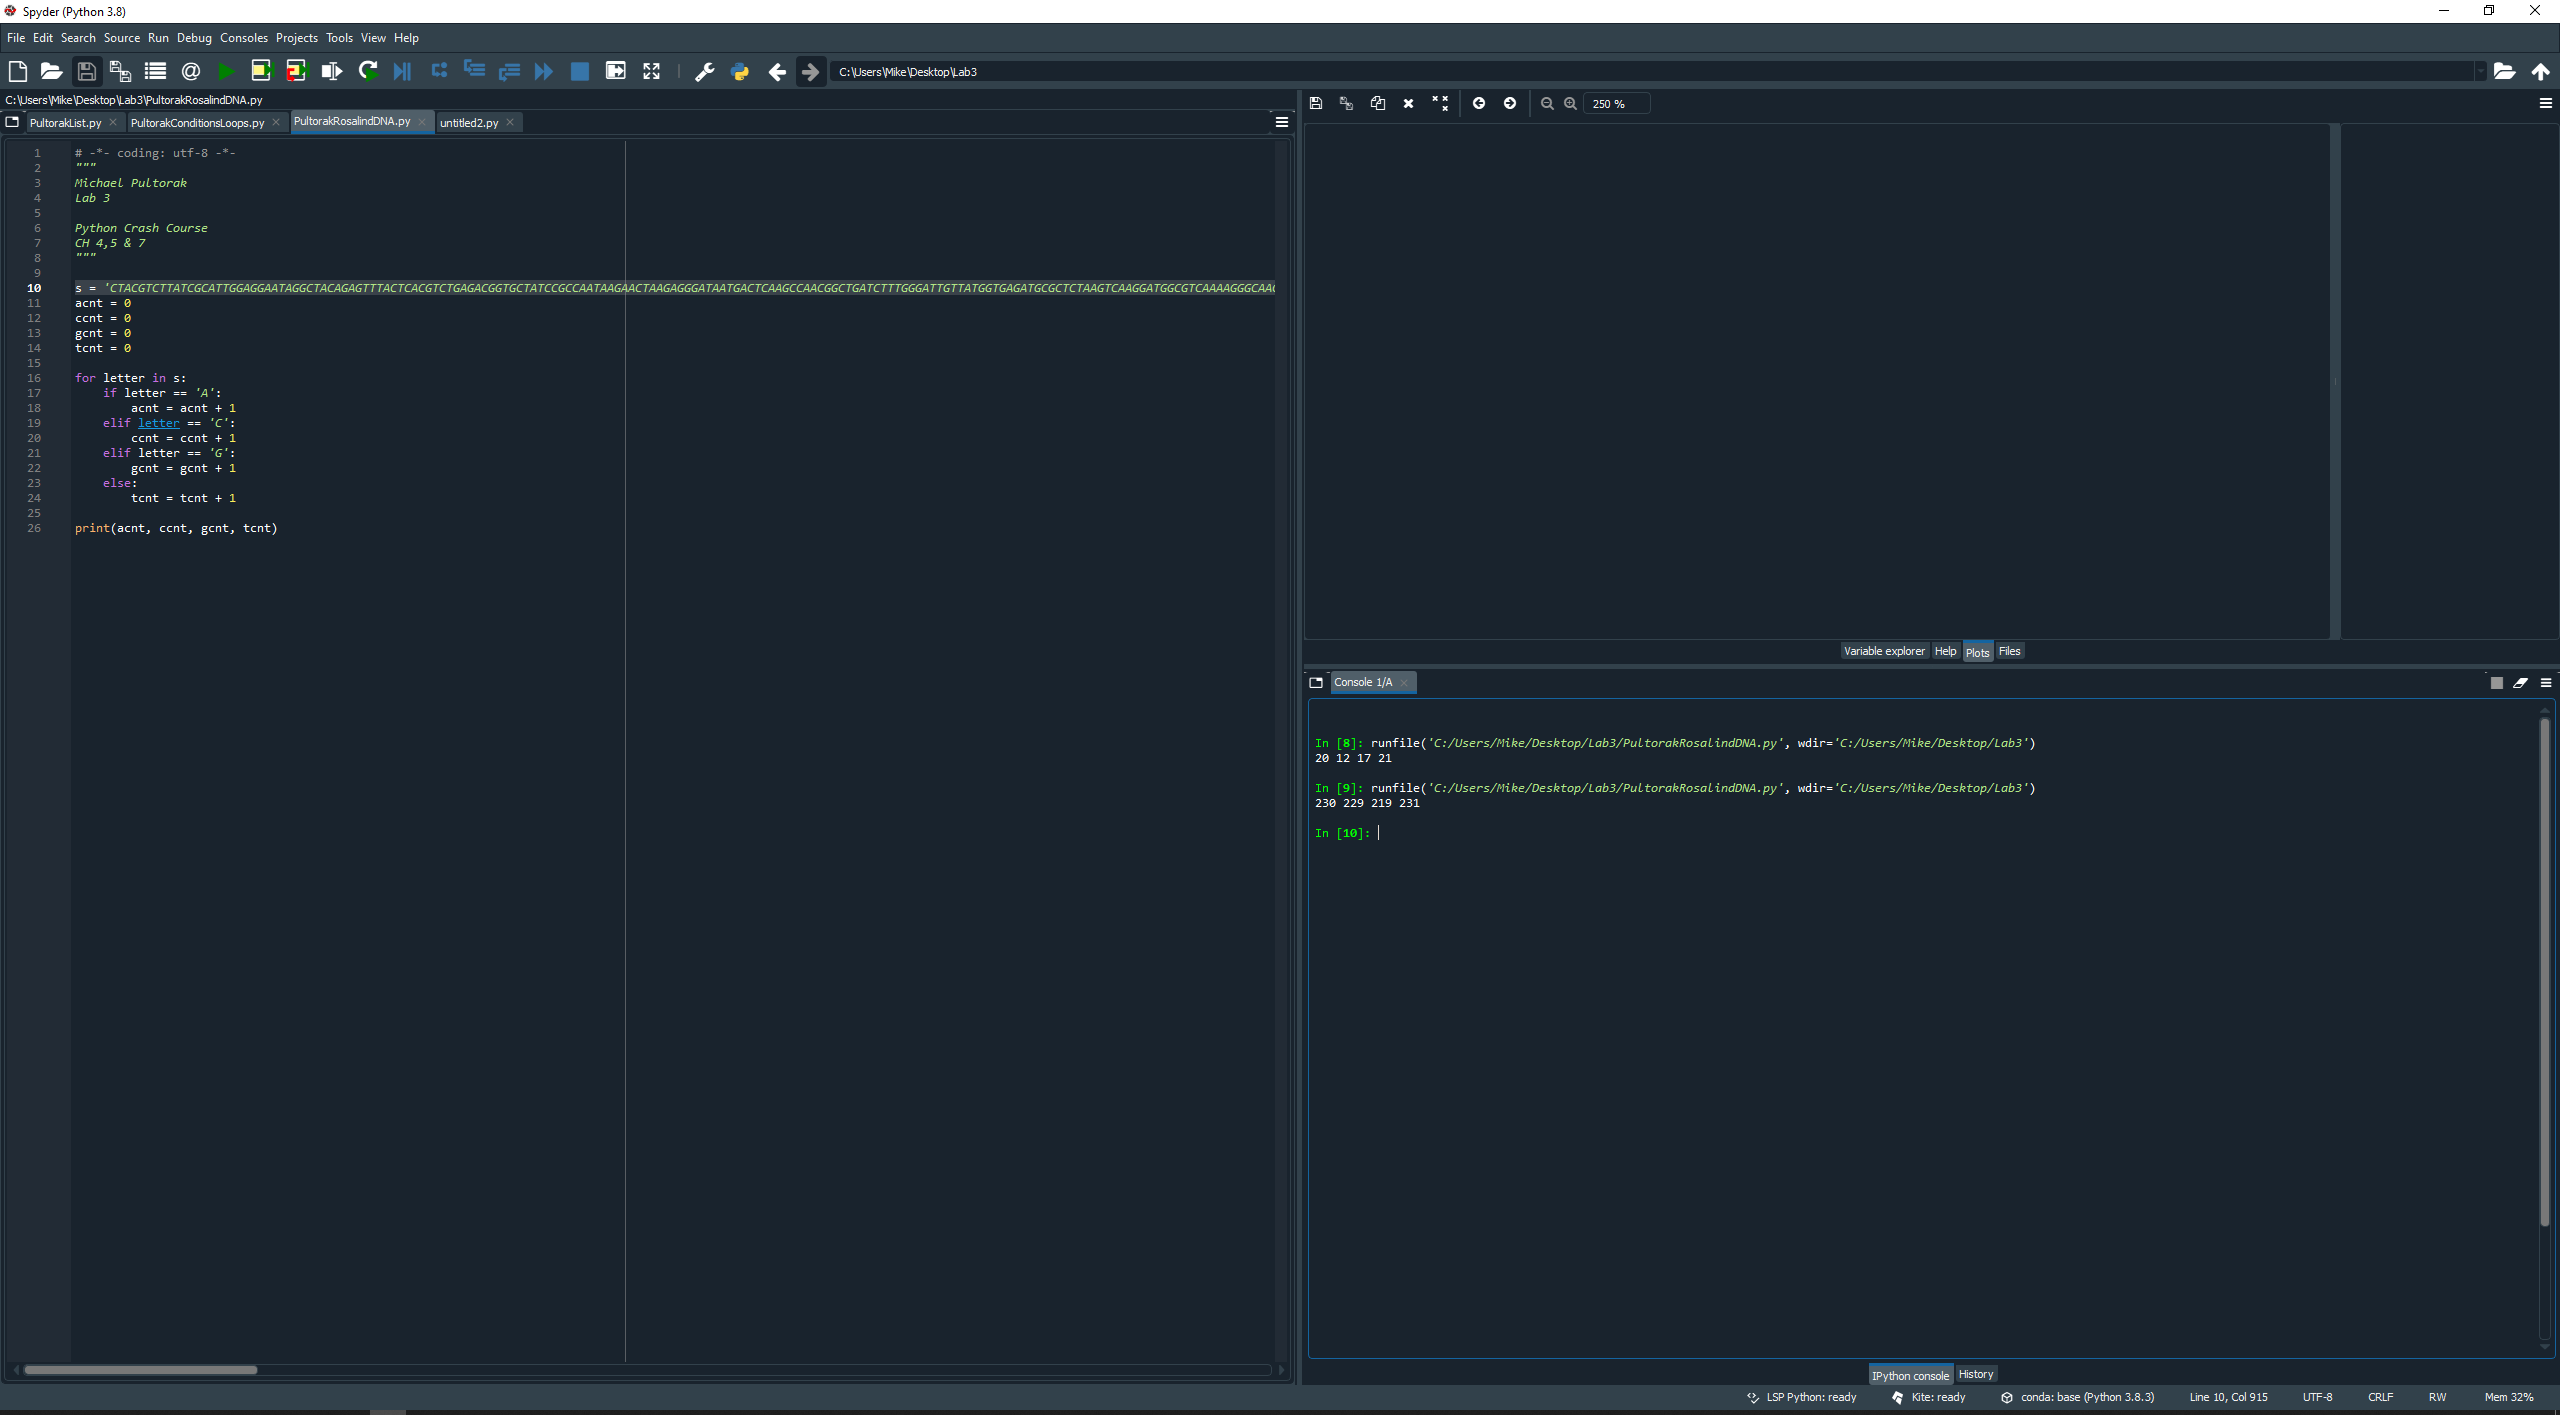 Spyder (Python 3.8)
File Edit Search Source Run Debug Consoles Projects Tools View Help
C:\Users\Mike\Desktop\Lab3
C:\Users\Mike\Desktop\Lab3\PultorakRosalindDNA.py
PultorakList.py PultorakConditionsLoops.py PultorakRosalindDNA.py untitled2.py
250 %
1 # -*- coding: utf-8 -*-
2 """
3 Michael Pultorak
4 Lab 3
5
6 Python Crash Course
7 CH 4,5 & 7
8 """
9
10 s = 'CTACGTCTTATCGCATTGGAGGAATAGGCTACAGAGTTTACTCACGTCTGAGACGGTGCTATCCGCCAATAAGAACTAAGAGGGATAATGACTCAAGCCAACGGCTGATCTTTGGGATTGTTATGGTGAGATGCGCTCTAAGTCAAGGATGGCGTCAAAAGGGCAAC
11 acnt = 0
12 ccnt = 0
13 gcnt = 0
14 tcnt = 0
15
16 for letter in s:
17 if letter == 'A':
18 acnt = acnt + 1
19 elif letter == 'C':
20 ccnt = ccnt + 1
21 elif letter == 'G':
22 gcnt = gcnt + 1
23 else:
24 tcnt = tcnt + 1
25
26 print(acnt, ccnt, gcnt, tcnt)
Variable explorer Help Plots Files
Console 1/A
In [8]: runfile('C:/Users/Mike/Desktop/Lab3/PultorakRosalindDNA.py', wdir='C:/Users/Mike/Desktop/Lab3')
20 12 17 21
In [9]: runfile('C:/Users/Mike/Desktop/Lab3/PultorakRosalindDNA.py', wdir='C:/Users/Mike/Desktop/Lab3')
230 229 219 231
In [10]:
IPython console History
LSP Python: ready Kite: ready conda: base (Python 3.8.3) Line 10, Col 915 UTF-8 CRLF RW Mem 32%